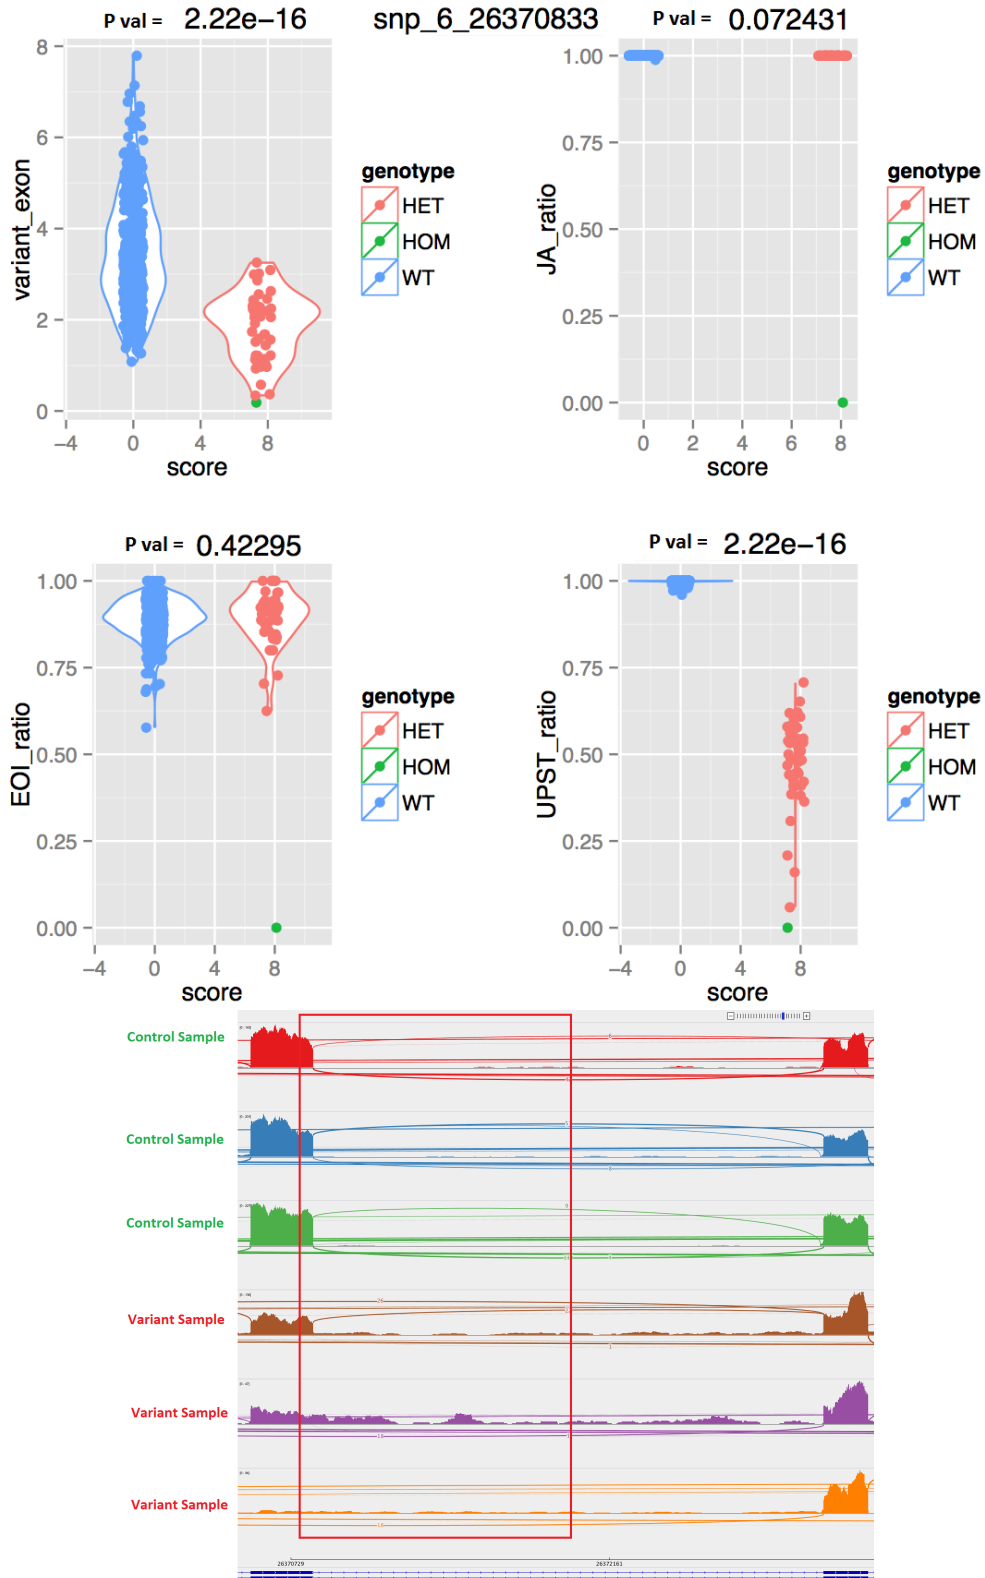 P val = 2.22e−16 snp_6_26370833 P val = 0.072431
8
6
4
2
0
variant_exon
−4 0 4 8
score
genotype
HET
HOM
WT
1.00
0.75
0.50
0.25
0.00
JA_ratio
0 2 4 6 8
score
genotype
HET
HOM
WT
P val = 0.42295
1.00
0.75
0.50
0.25
0.00
EOI_ratio
−4 0 4 8
score
genotype
HET
HOM
WT
P val = 2.22e−16
1.00
0.75
0.50
0.25
0.00
UPST_ratio
−4 0 4 8
score
genotype
HET
HOM
WT
Control Sample
Control Sample
Control Sample
Variant Sample
Variant Sample
Variant Sample
26370729 26372161